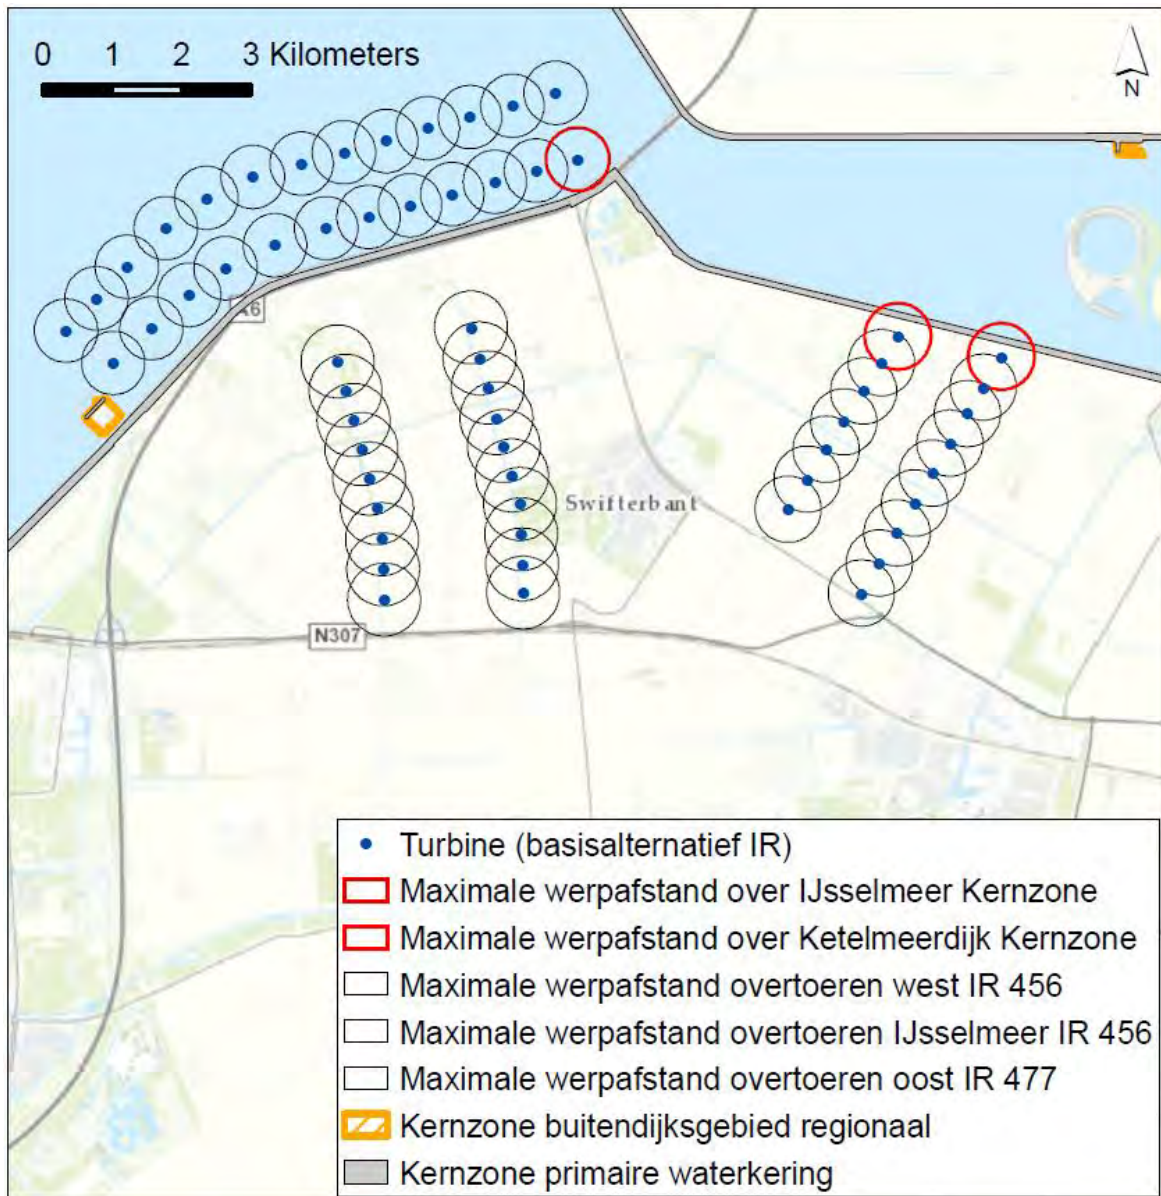 0 1 2 3 Kilometers
N
A6
Swifterbant
N307
Turbine (basisalternatief IR)
Maximale werpafstand over IJsselmeer Kernzone
Maximale werpafstand over Ketelmeerdijk Kernzone
Maximale werpafstand overtoeren west IR 456
Maximale werpafstand overtoeren IJsselmeer IR 456
Maximale werpafstand overtoeren oost IR 477
Kernzone buitendijksgebied regionaal
Kernzone primaire waterkering